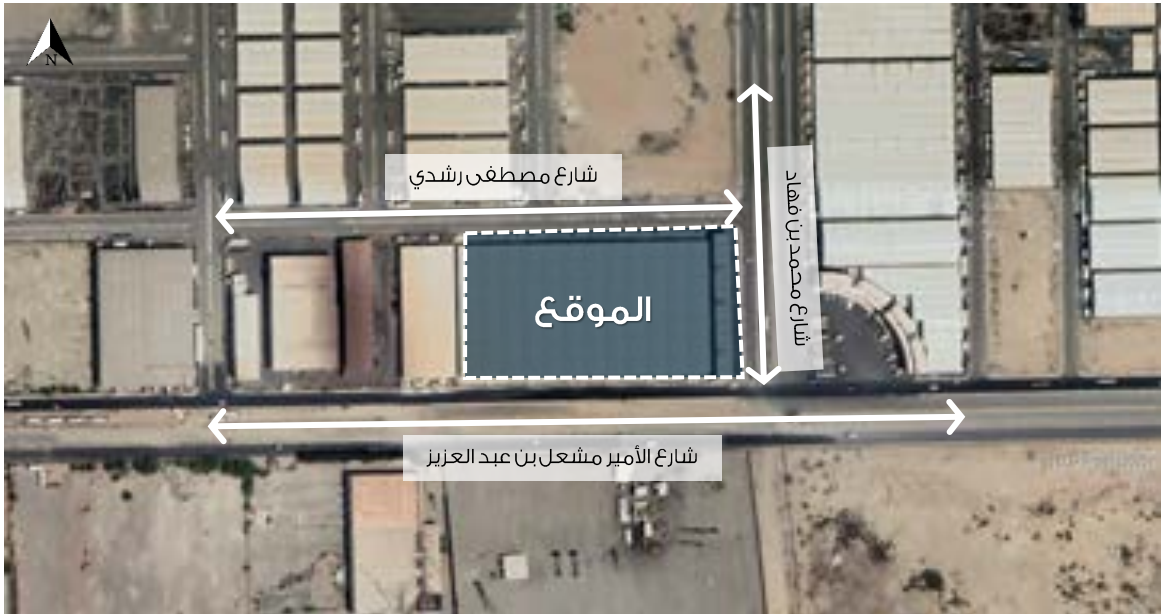 N
شارع مصطفى رشدي
شارع محمد بن فهاد
الموقع
شارع الأمير مشعل بن عبد العزيز